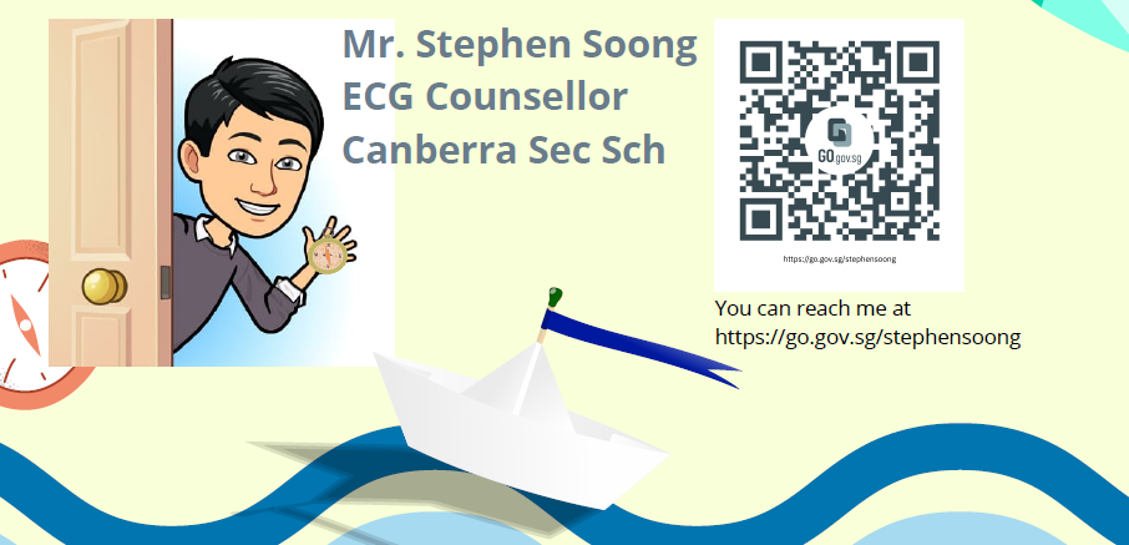 Mr. Stephen Soong
ECG Counsellor
Canberra Sec Sch
GO.gov.sg
https://go.gov.sg/stephensoong
You can reach me at
https://go.gov.sg/stephensoong